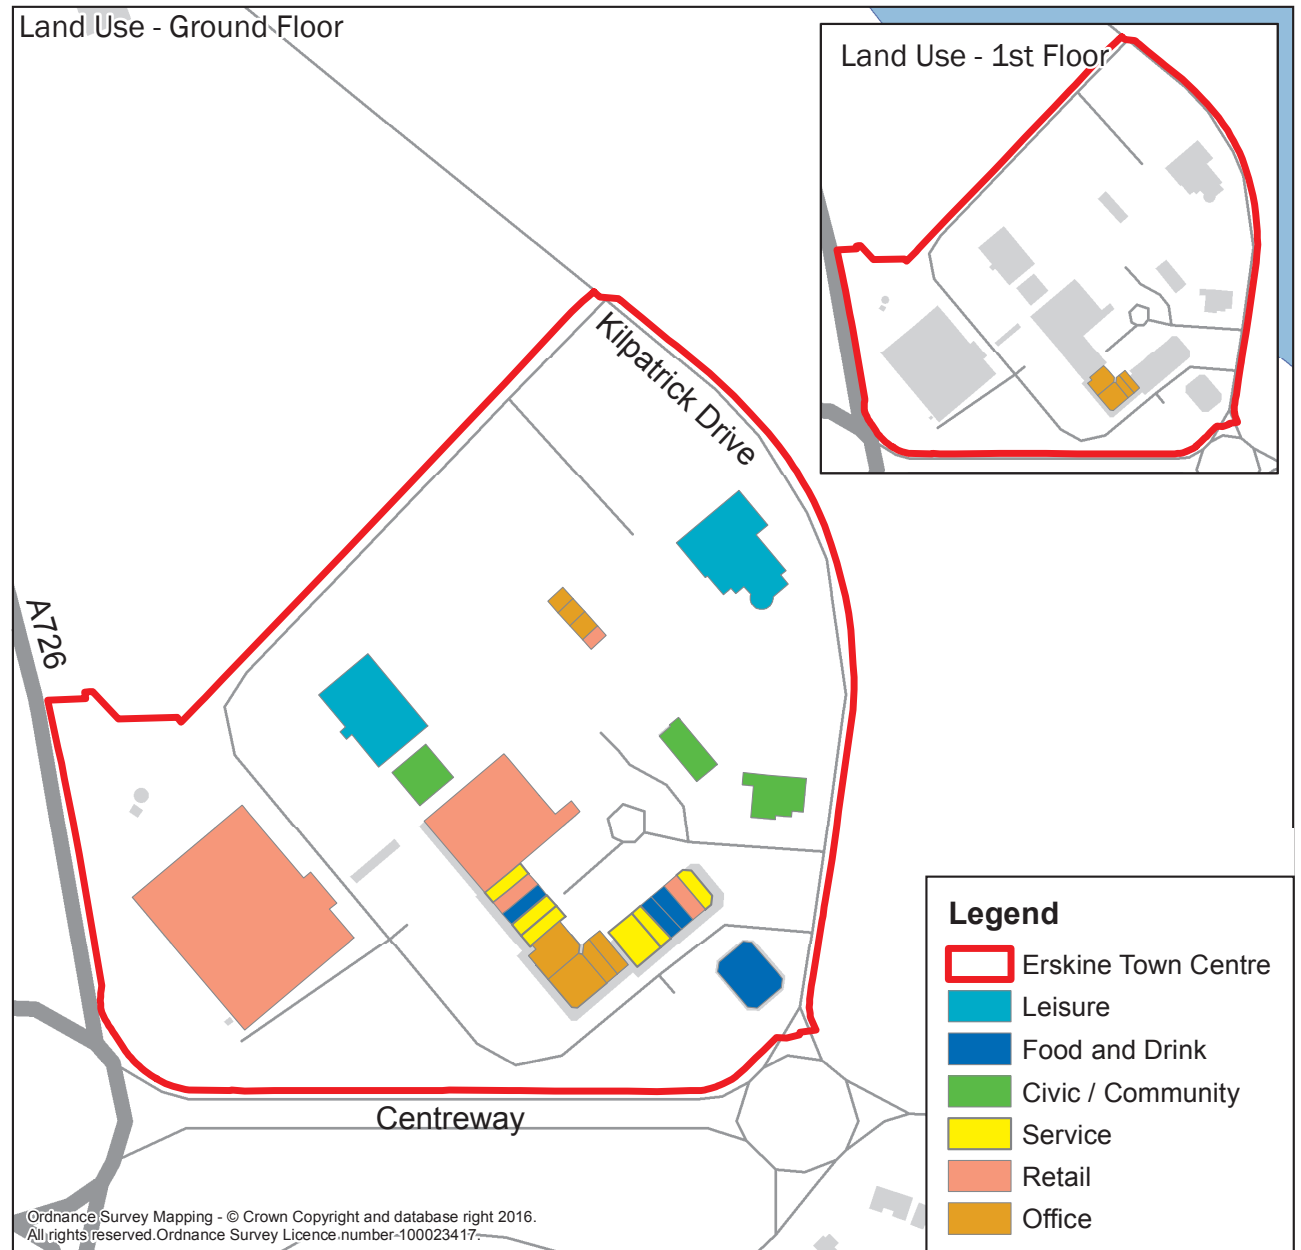 Land Use - Ground Floor
Land Use - 1st Floor
Kilpatrick Drive
A726
Centreway
Legend
Erskine Town Centre
Leisure
Food and Drink
Civic / Community
Service
Retail
Office
Ordnance Survey Mapping - © Crown Copyright and database right 2016.
All rights reserved.Ordnance Survey Licence number 100023417.